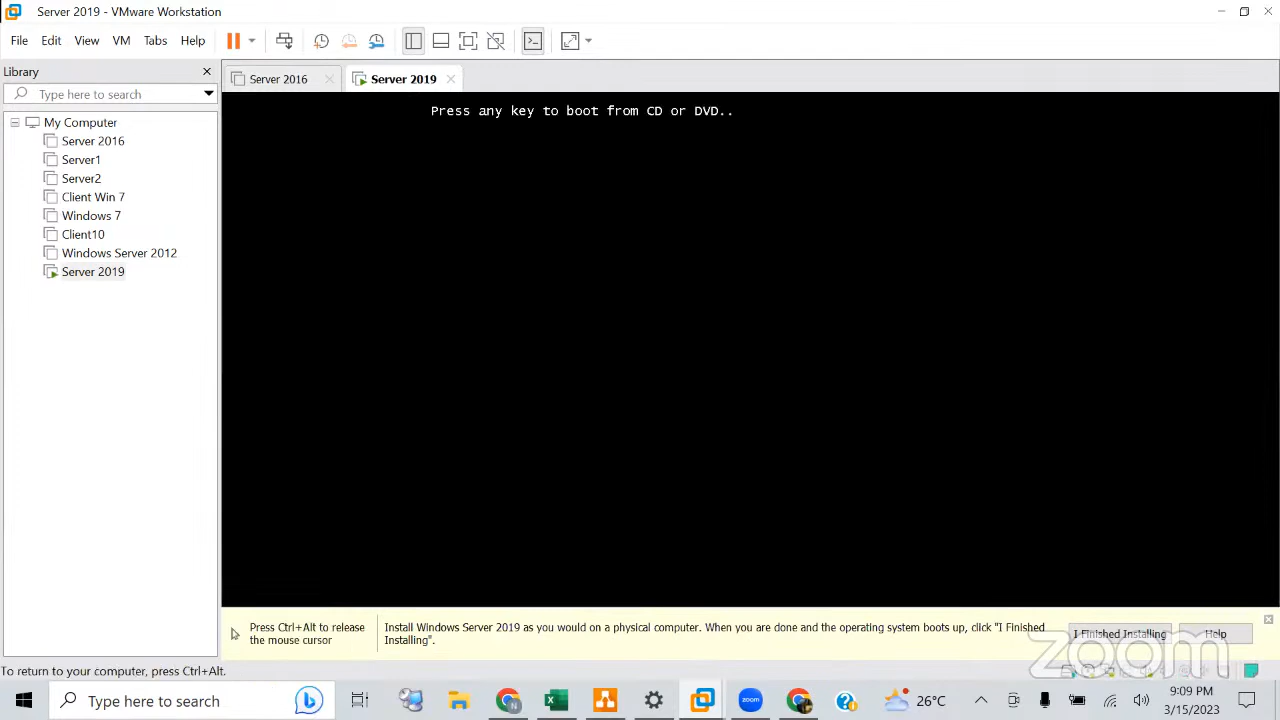 Server 2019 - VMware Workstation
File Edit View VM Tabs Help
Library
Type here to search
Server 2016
Server 2019
My Computer
Server 2016
Server1
Server2
Client Win 7
Windows 7
Client10
Windows Server 2012
Server 2019
Press any key to boot from CD or DVD..
Press Ctrl+Alt to release
the mouse cursor
Install Windows Server 2019 as you would on a physical computer. When you are done and the operating system boots up, click "I Finished
Installing".
I Finished Installing
Help
zoom
To return to your computer, press Ctrl+Alt.
Type here to search
zoom
26°C
9:09 PM
3/15/2023